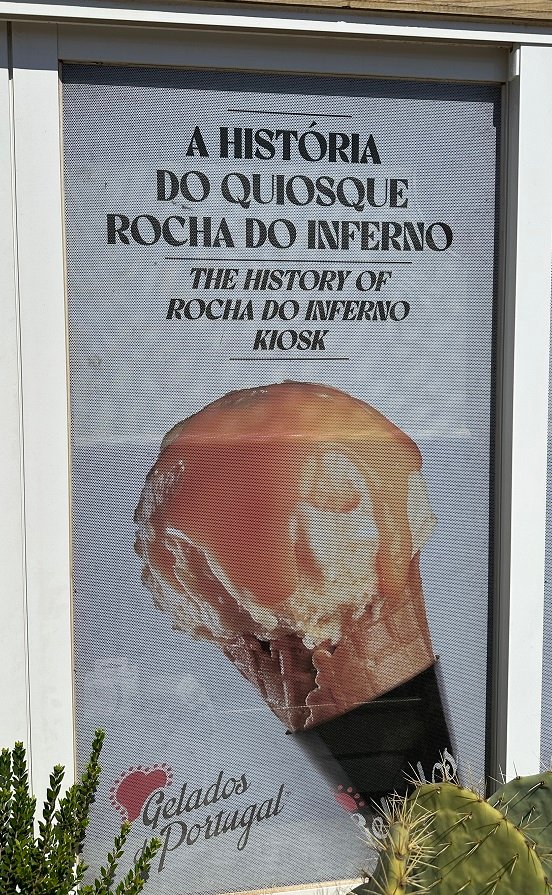 A HISTÓRIA
DO QUIOSQUE
ROCHA DO INFERNO
THE HISTORY OF
ROCHA DO INFERNO
KIOSK
Gelados
d'Portugal